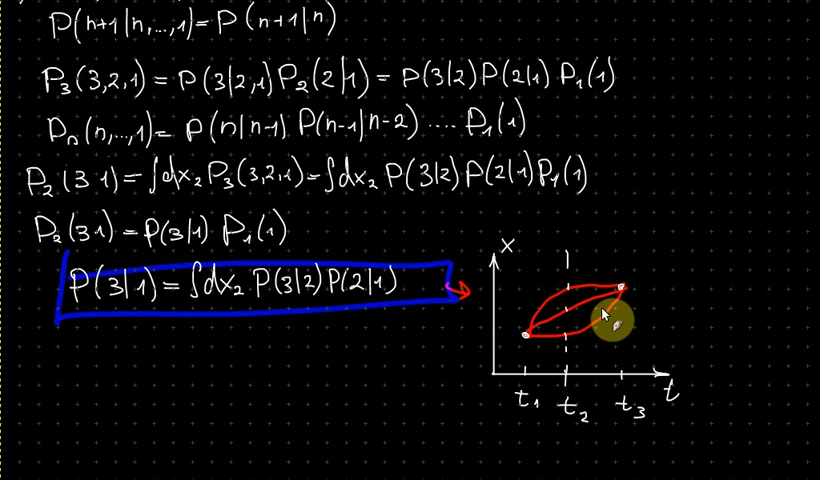 P(n+1|n,...,1)= P(n+1|n)
P₃(3,2,1) = P(3|2,1)P₂(2|1) = P(3|2)P(2|1) P₁(1)
Pₙ(n,...,1)= P(n|n-1) P(n-1|n-2) .... P₁(1)
P₂(3 1) = ∫dx₂ P₃(3,2,1)=∫dx₂ P(3|2)P(2|1)P₁(1)
P₂(3 1) = P(3|1) P₁(1)
P(3|1) = ∫dx₂ P(3|2)P(2|1)
x
t
t₁ t₂ t₃